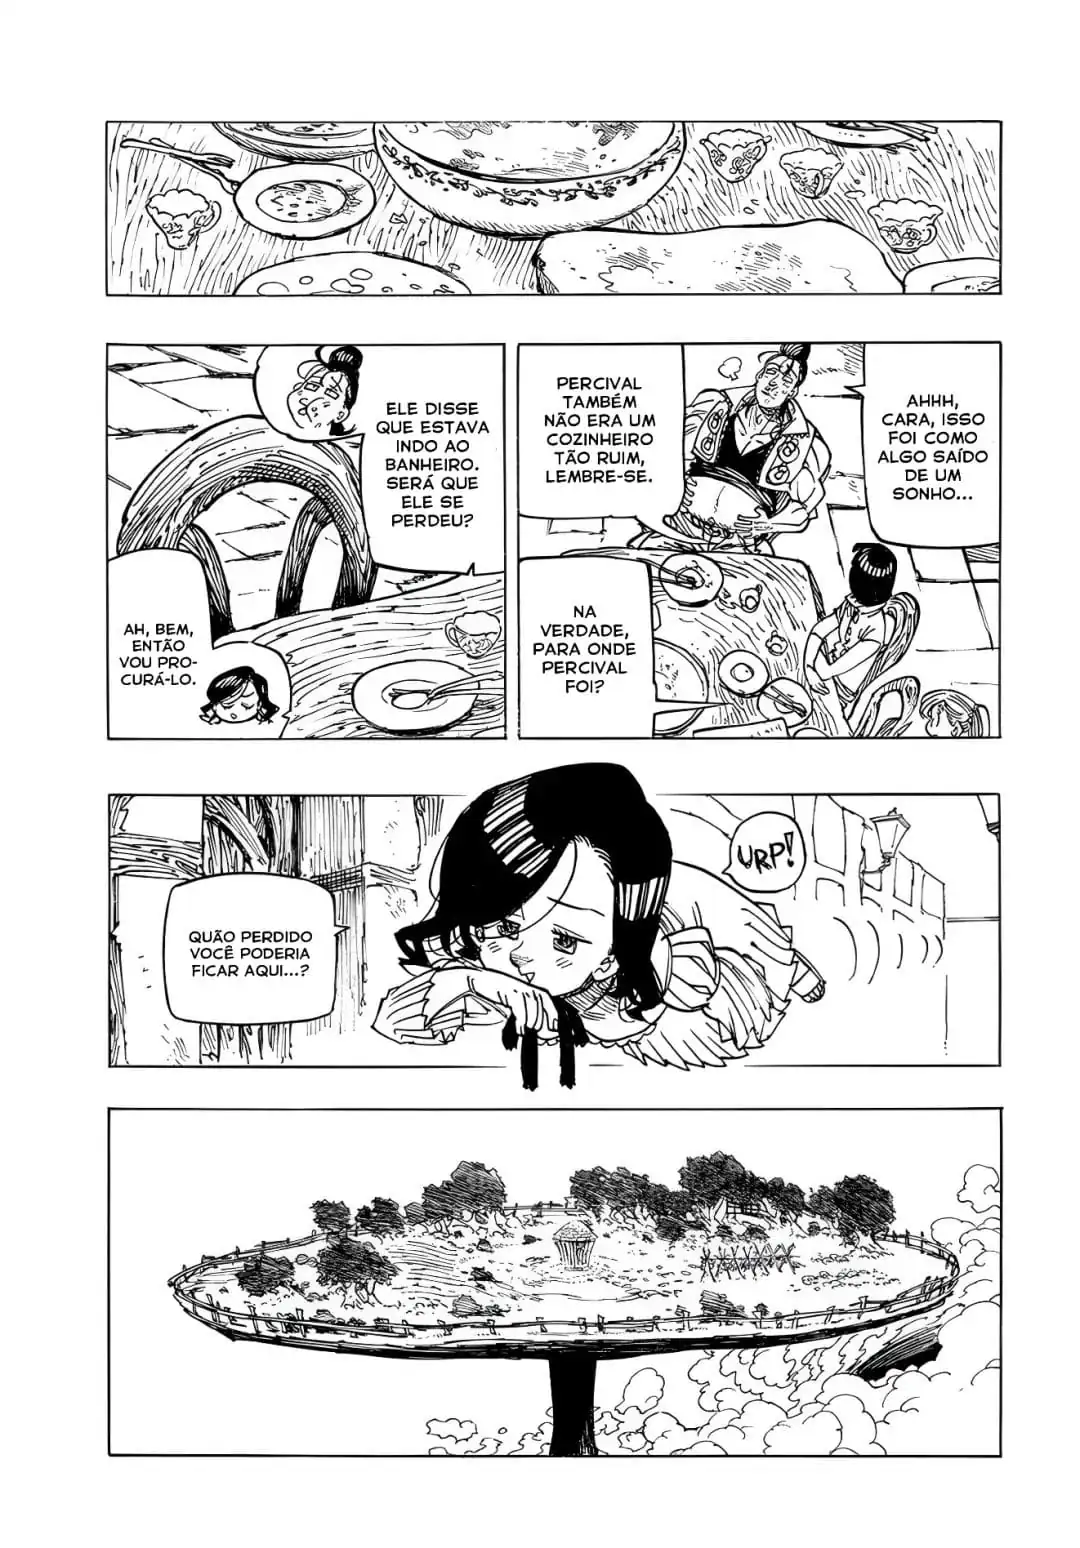 ELE DISSE
QUE ESTAVA
INDO AO
BANHEIRO.
SERÁ QUE
ELE SE
PERDEU?
AH, BEM,
ENTÃO
VOU PRO-
CURÁ-LO.
PERCIVAL
TAMBÉM
NÃO ERA UM
COZINHEIRO
TÃO RUIM,
LEMBRE-SE.
AHHH,
CARA, ISSO
FOI COMO
ALGO SAÍDO
DE UM
SONHO...
NA
VERDADE,
PARA ONDE
PERCIVAL
FOI?
URP!
QUÃO PERDIDO
VOCÊ PODERIA
FICAR AQUI...?